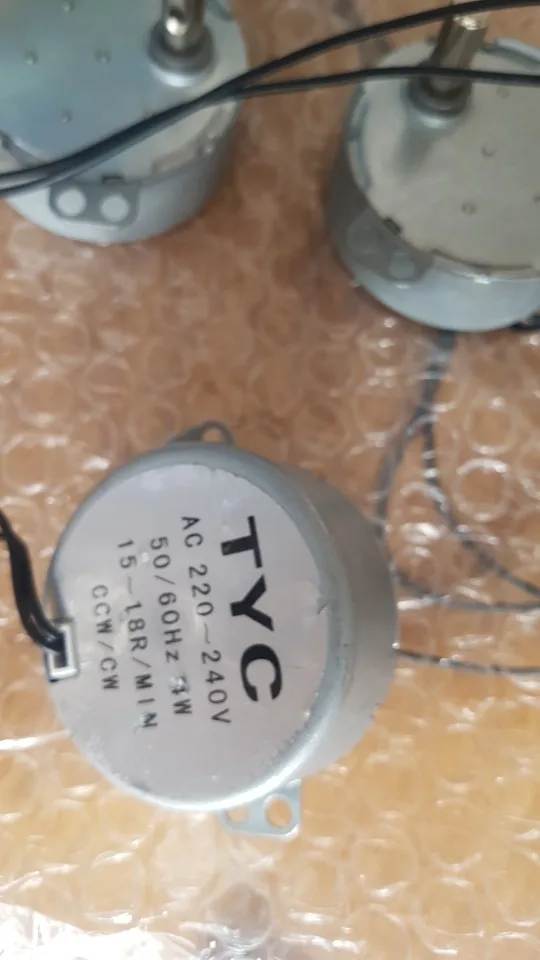 TYC
AC 220~240V
50/60Hz 4W
15~18R/MIN
CCW/CW